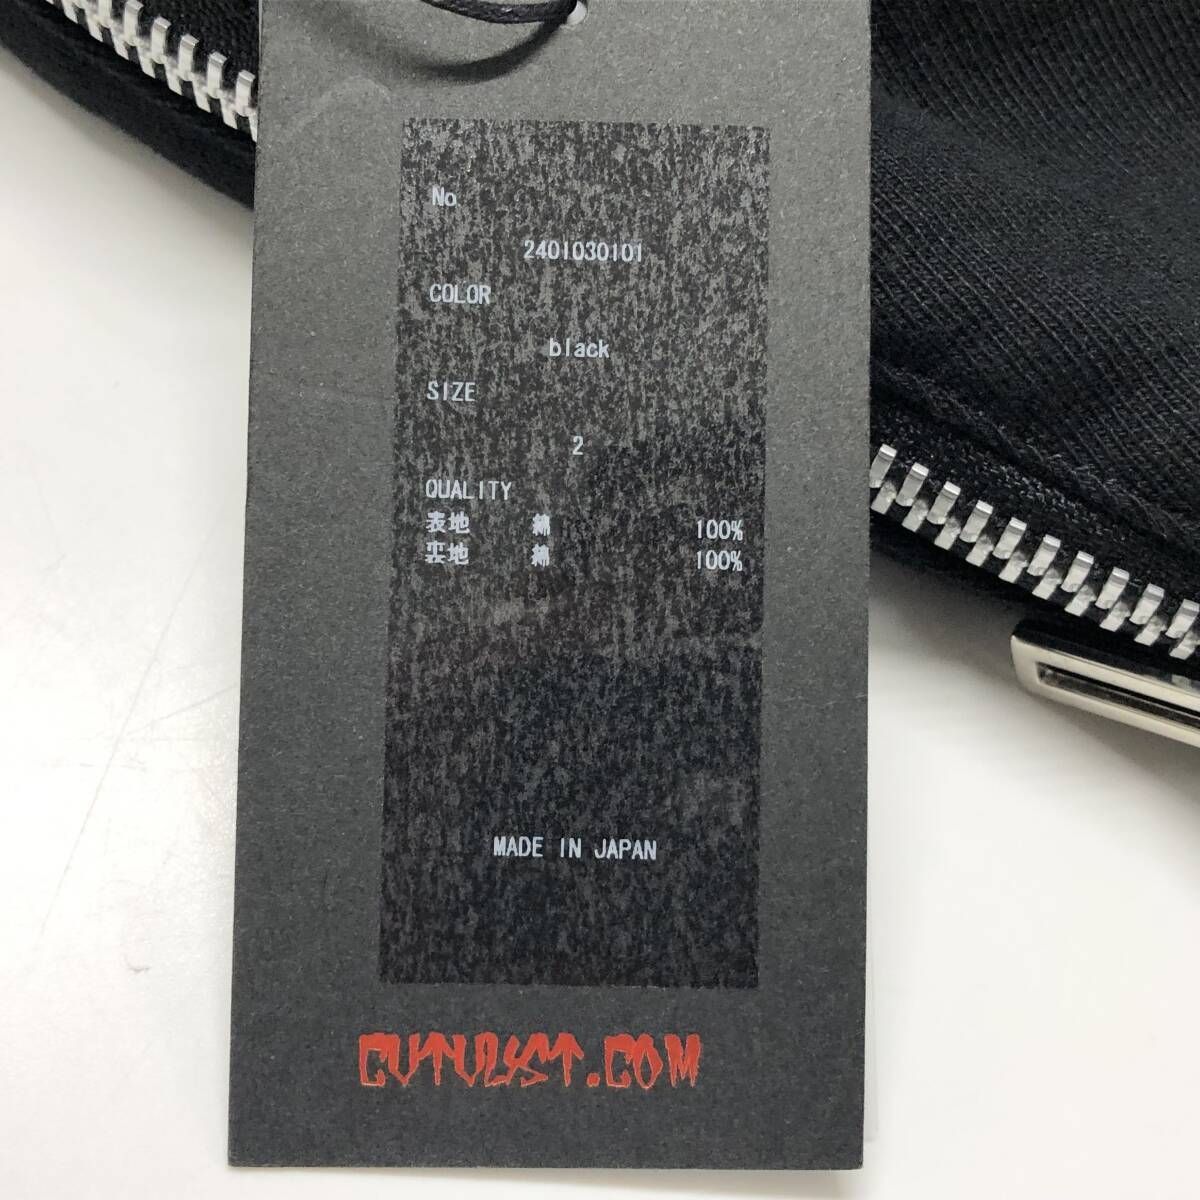 No
2401030101
COLOR
black
SIZE
2
QUALITY
表地 綿 100%
裏地 綿 100%
MADE IN JAPAN
CUTULYST.COM